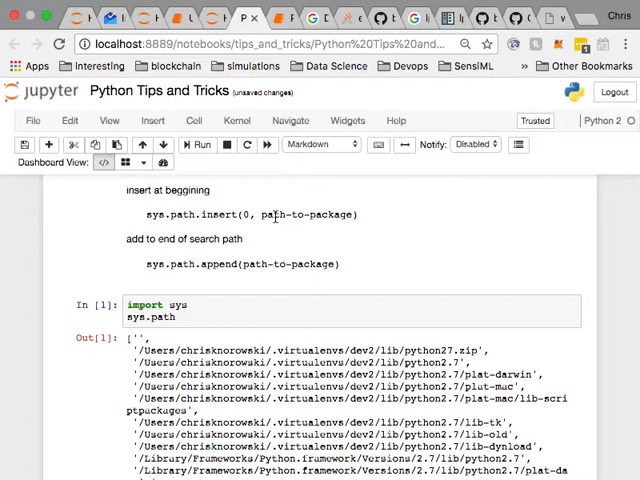 Chris
localhost:8889/notebooks/tips_and_tricks/Python%20Tips%20and...
Apps Interesting blockchain simulations Data Science Devops SensiML » Other Bookmarks
jupyter Python Tips and Tricks (unsaved changes) Logout
File Edit View Insert Cell Kernel Navigate Widgets Help Trusted Python 2
Run Markdown Notify: Disabled
Dashboard View:
insert at beggining
sys.path.insert(0, path-to-package)
add to end of search path
sys.path.append(path-to-package)
In [1]: import sys
sys.path
Out[1]: ['',
'/Users/chrisknorowski/.virtualenvs/dev2/lib/python27.zip',
'/Users/chrisknorowski/.virtualenvs/dev2/lib/python2.7',
'/Users/chrisknorowski/.virtualenvs/dev2/lib/python2.7/plat-darwin',
'/Users/chrisknorowski/.virtualenvs/dev2/lib/python2.7/plat-mac',
'/Users/chrisknorowski/.virtualenvs/dev2/lib/python2.7/plat-mac/lib-scri
ptpackages',
'/Users/chrisknorowski/.virtualenvs/dev2/lib/python2.7/lib-tk',
'/Users/chrisknorowski/.virtualenvs/dev2/lib/python2.7/lib-old',
'/Users/chrisknorowski/.virtualenvs/dev2/lib/python2.7/lib-dynload',
'/Library/Frameworks/Python.framework/Versions/2.7/lib/python2.7',
'/Library/Frameworks/Python.framework/Versions/2.7/lib/python2.7/plat-da